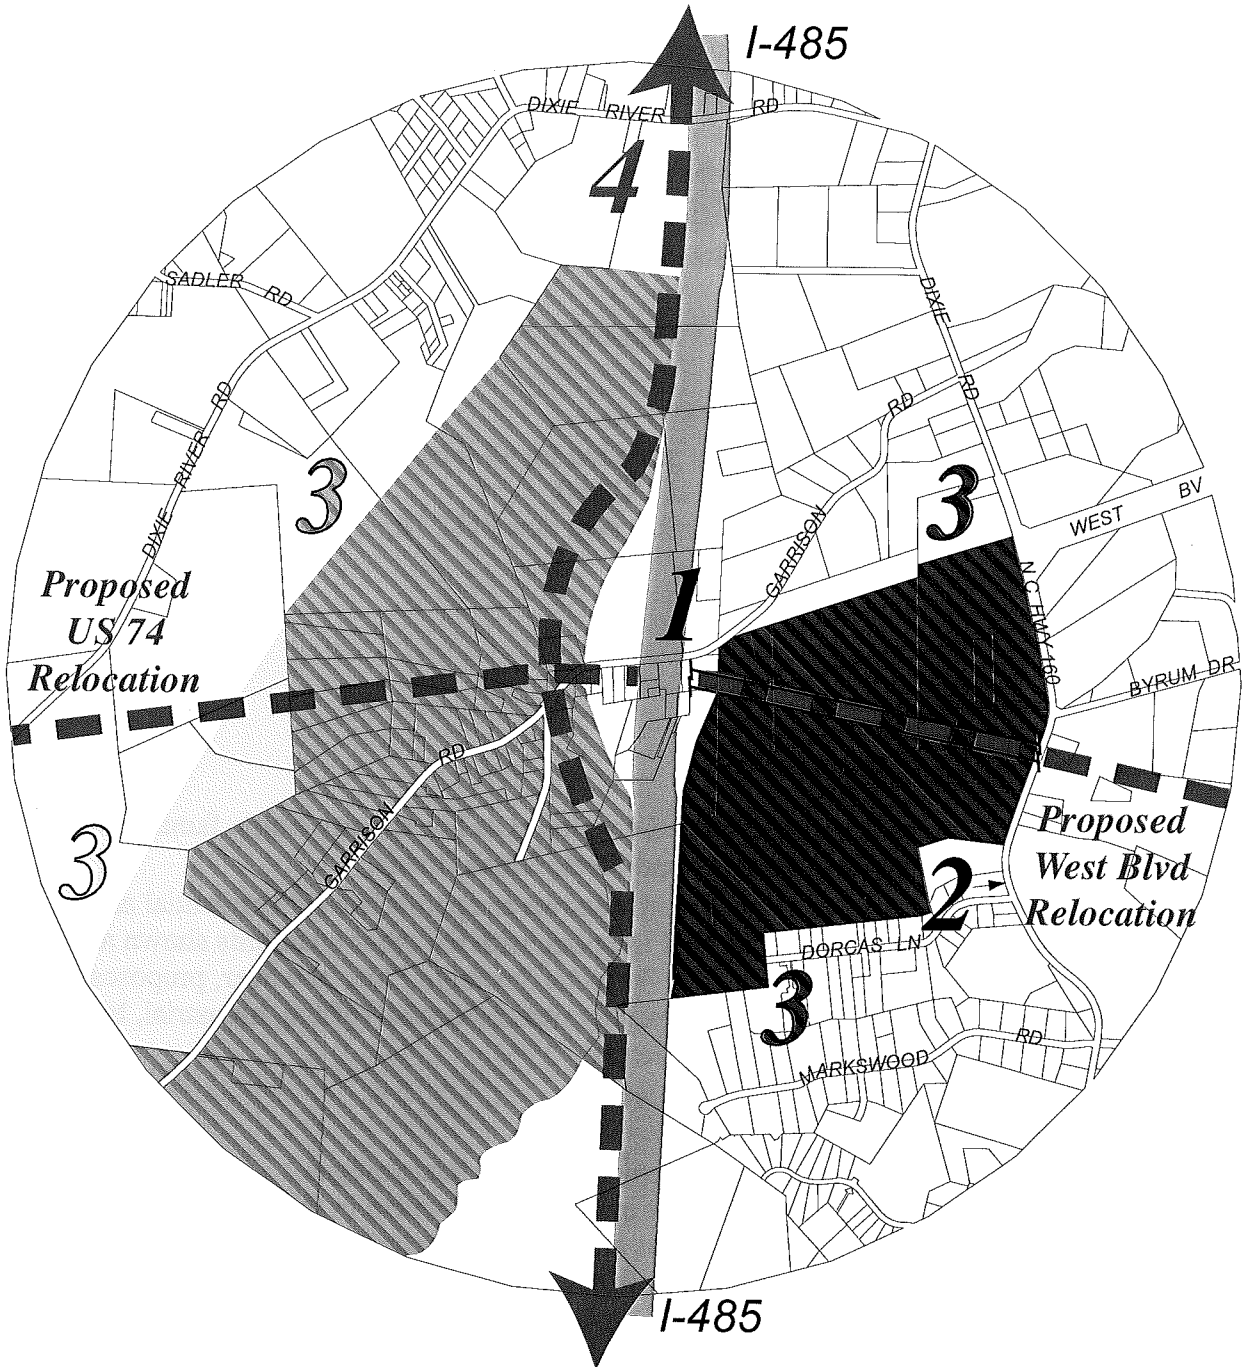 I-485
DIXIE RIVER RD
4
SADLER RD
DIXIE RD
RD
DIXIE RIVER RD
3
3
WEST BV
GARRISON
Proposed
US 74
Relocation
1
N C HWY 160
BYRUM DR
RD
GARRISON
3
Proposed
West Blvd
Relocation
2
DORCAS LN
3
MARKSWOOD RD
I-485